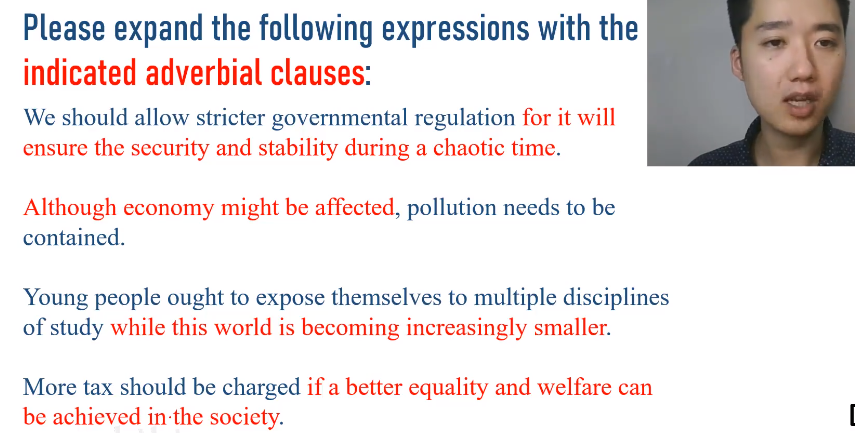 Please expand the following expressions with the
indicated adverbial clauses:
We should allow stricter governmental regulation for it will
ensure the security and stability during a chaotic time.
Although economy might be affected, pollution needs to be
contained.
Young people ought to expose themselves to multiple disciplines
of study while this world is becoming increasingly smaller.
More tax should be charged if a better equality and welfare can
be achieved in·the society.